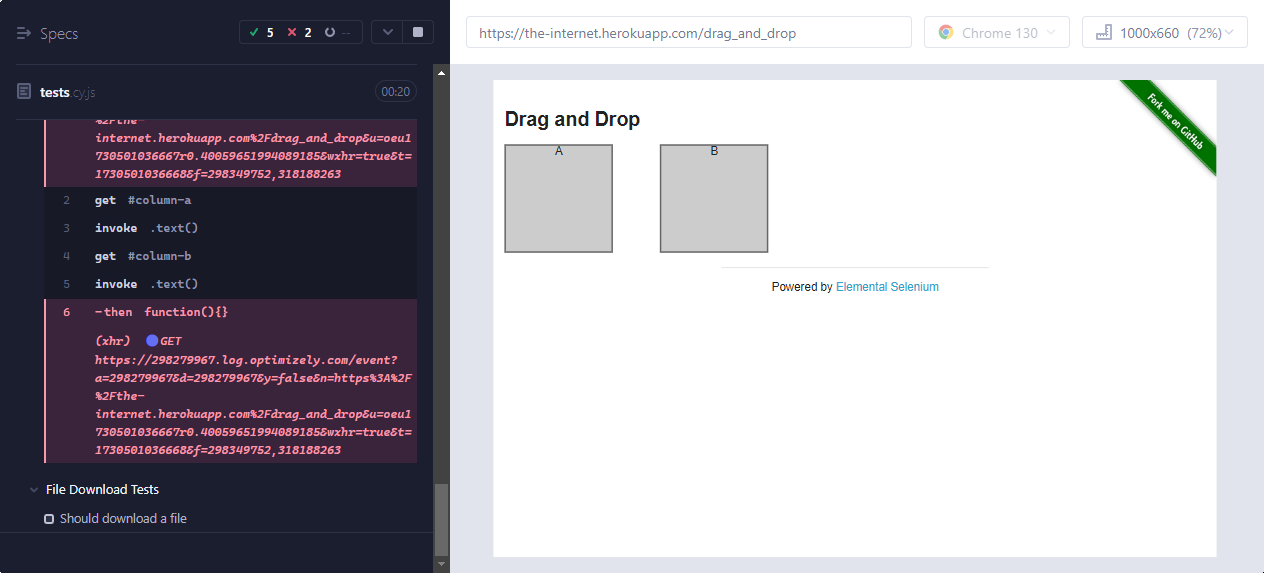 Specs
5 2 --
tests.cy.js
00:20
%2Fthe-
internet.herokuapp.com%2Fdrag_and_drop&u=oeu1
730501036667r0.40059651994089185&wxhr=true&t=
1730501036668&f=298349752,318188263
2 get #column-a
3 invoke .text()
4 get #column-b
5 invoke .text()
6 -then function(){}
(xhr) GET
https://298279967.log.optimizely.com/event?
a=298279967&d=298279967&y=false&n=https%3A%2F
%2Fthe-
internet.herokuapp.com%2Fdrag_and_drop&u=oeu1
730501036667r0.40059651994089185&wxhr=true&t=
1730501036668&f=298349752,318188263
File Download Tests
Should download a file
https://the-internet.herokuapp.com/drag_and_drop
Chrome 130
1000x660 (72%)
Fork me on GitHub
Drag and Drop
A
B
Powered by Elemental Selenium